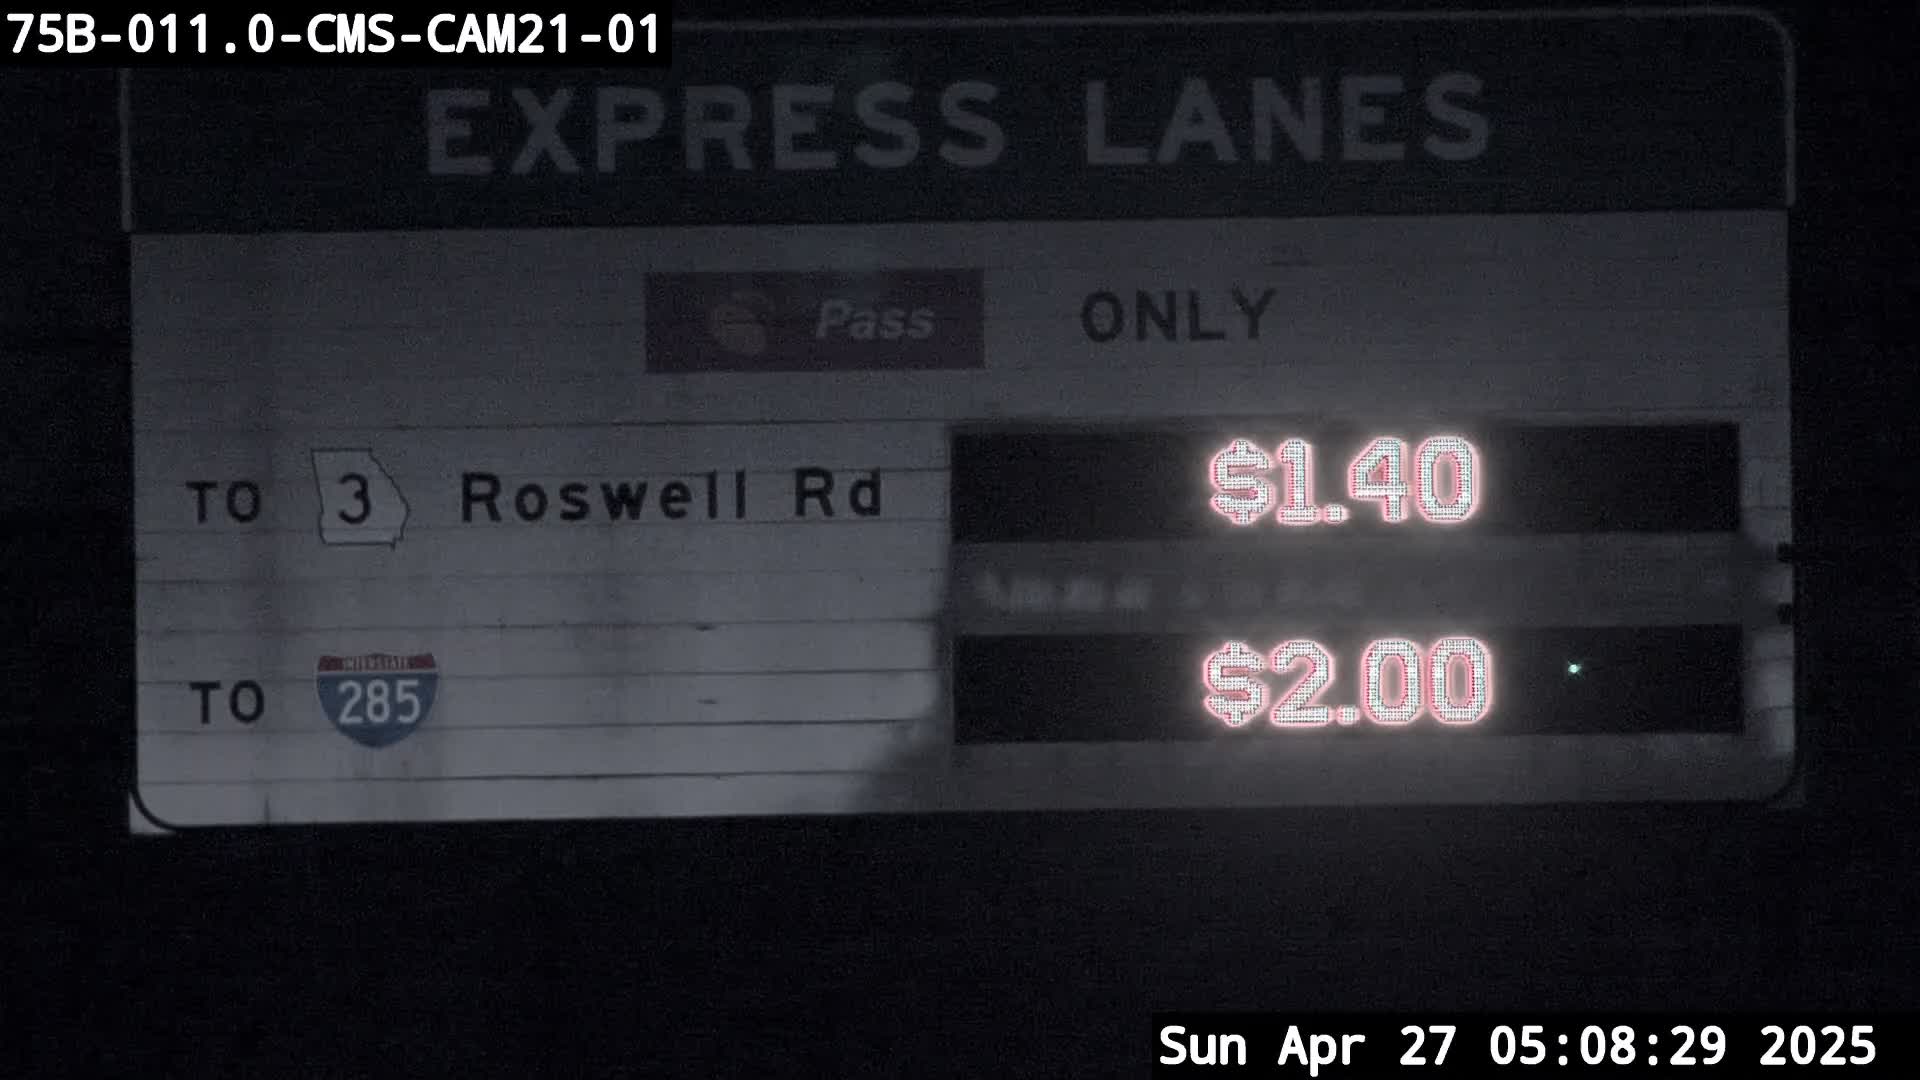 75B-011.0-CMS-CAM21-01
EXPRESS LANES
Pass ONLY
TO 3 Roswell Rd $1.40
INTERSTATE
TO 285 $2.00
Sun Apr 27 05:08:29 2025